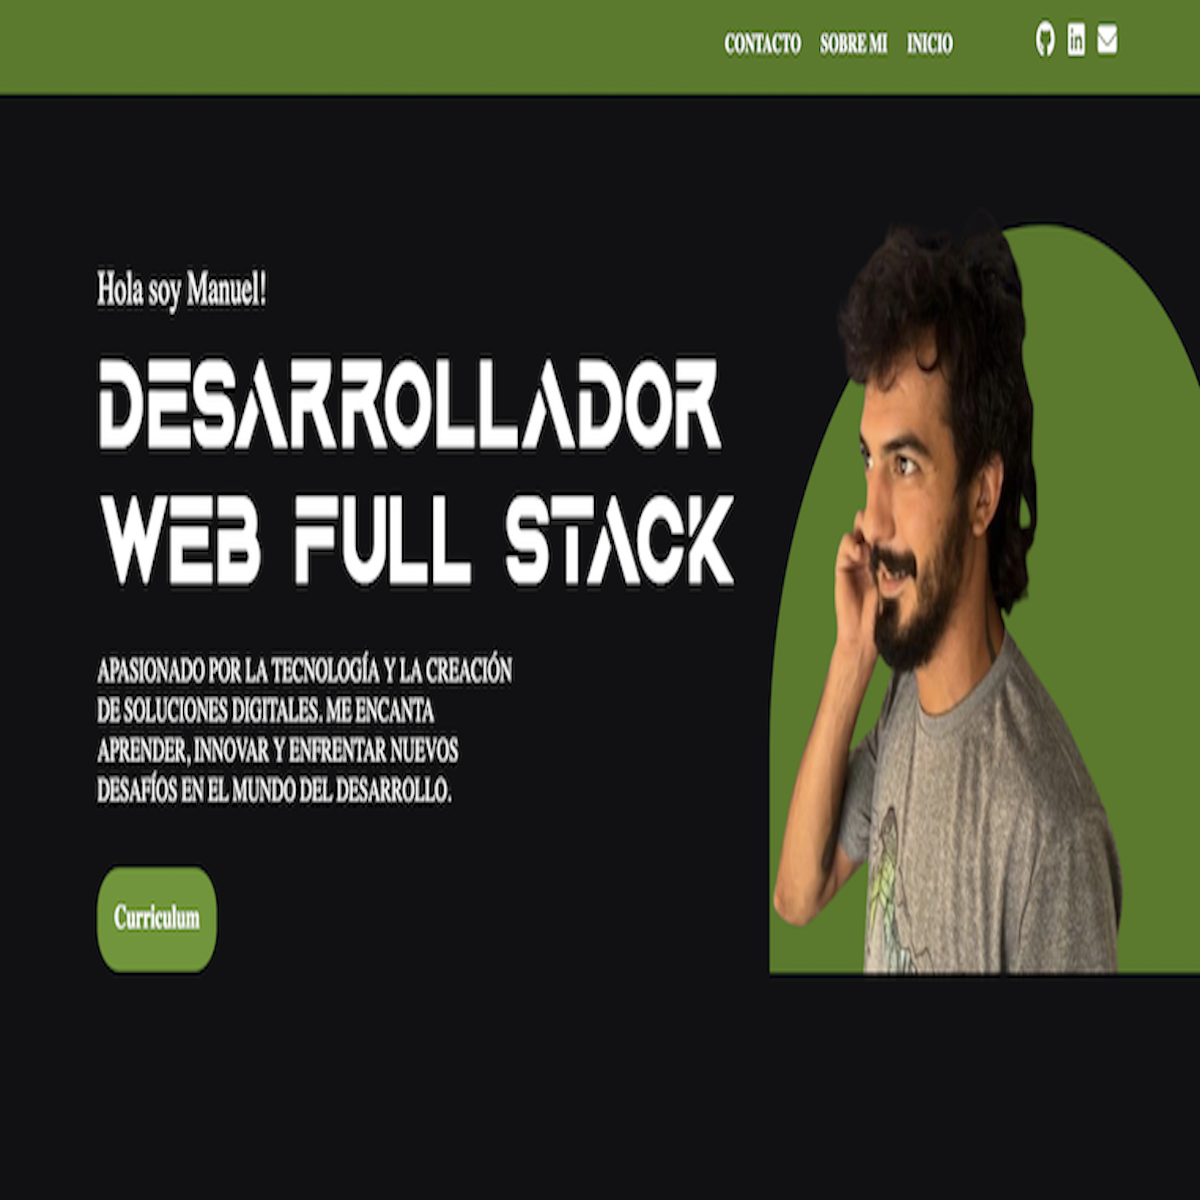 CONTACTO SOBRE MI INICIO
Hola soy Manuel!
DESARROLLADOR
WEB FULL STACK
APASIONADO POR LA TECNOLOGÍA Y LA CREACIÓN
DE SOLUCIONES DIGITALES. ME ENCANTA
APRENDER, INNOVAR Y ENFRENTAR NUEVOS
DESAFÍOS EN EL MUNDO DEL DESARROLLO.
Curriculum